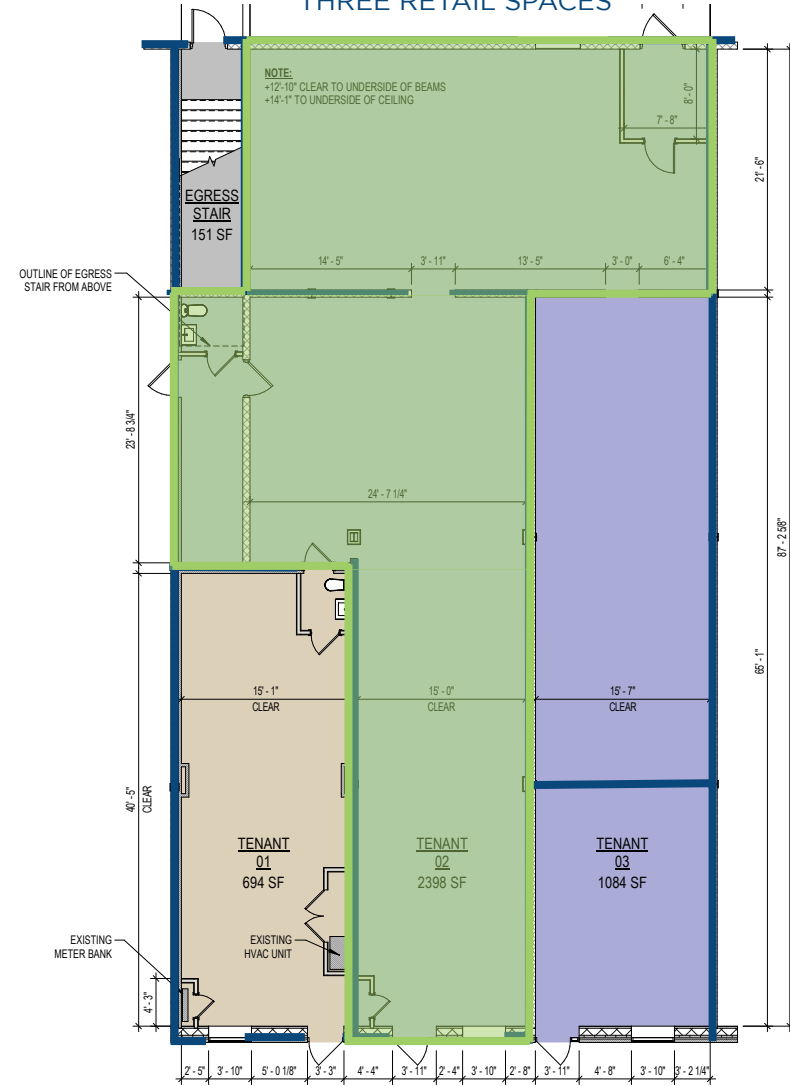 THREE RETAIL SPACES
NOTE:
+12'-10" CLEAR TO UNDERSIDE OF BEAMS
+14'-1" TO UNDERSIDE OF CEILING
8' - 0"
7' - 8"
21' - 6"
EGRESS
STAIR
151 SF
14' - 5"
3' - 11"
13' - 5"
3' - 0"
6' - 4"
OUTLINE OF EGRESS
STAIR FROM ABOVE
23' - 8 3/4"
24' - 7 1/4"
87' - 2 5/8"
65' - 1"
15' - 1"
CLEAR
15' - 0"
CLEAR
15' - 7"
CLEAR
40' - 5"
CLEAR
TENANT
01
694 SF
TENANT
02
2398 SF
TENANT
03
1084 SF
EXISTING
METER BANK
EXISTING
HVAC UNIT
4' - 3"
2' - 5"
3' - 10"
5' - 0 1/8"
3' - 3"
4' - 4"
3' - 11"
2' - 4"
3' - 10"
2' - 8"
3' - 11"
4' - 8"
3' - 10"
3' - 2 1/4"